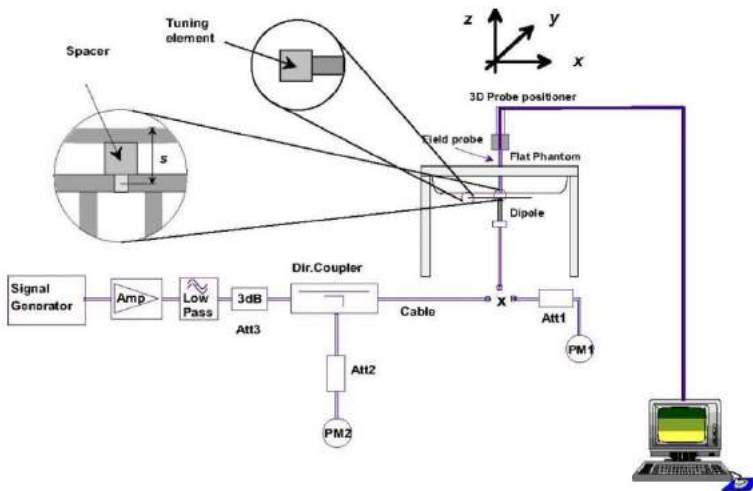 Tuning
element
Spacer
s
z
y
x
3D Probe positioner
Field probe
Flat Phantom
Dipole
Signal
Generator
Amp
Low
Pass
3dB
Att3
Dir.Coupler
Cable
x
Att1
PM1
Att2
PM2